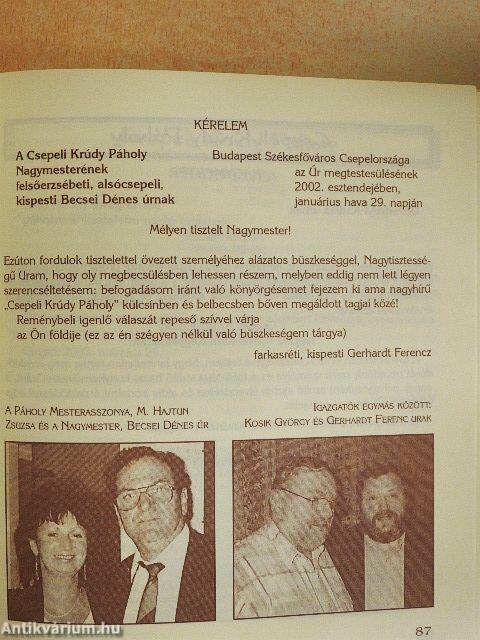 KÉRELEM
A Csepeli Krúdy Páholy
Nagymesterének
felsőerzsébeti, alsócsepeli,
kispesti Becsei Dénes úrnak
Budapest Székesfőváros Csepelországa
az Úr megtestesülésének
2002. esztendejében,
januárius hava 29. napján
Mélyen tisztelt Nagymester!
Ezúton fordulok tisztelettel övezett személyéhez alázatos büszkeséggel, Nagytisztessé-
gű Uram, hogy oly megbecsülésben lehessen részem, melyben eddig nem lett légyen
szerencséltetésem: befogadásom iránt való könyörgésemet fejezem ki ama nagyhírű
„Csepeli Krúdy Páholy" külcsínben és belbecsben bőven megáldott tagjai közé!
Reménybeli igenlő válaszát repeső szívvel várja
az Ön földije (ez az én szégyen nélkül való büszkeségem tárgya)
farkasréti, kispesti Gerhardt Ferenc
A Páholy Mesterasszonya, M. Hajtun
Zsuzsa és a Nagymester, Becsei Dénes úr
Igazgatók egymás között:
Kosik György és Gerhardt Ferenc urak
87
Antikvárium.hu